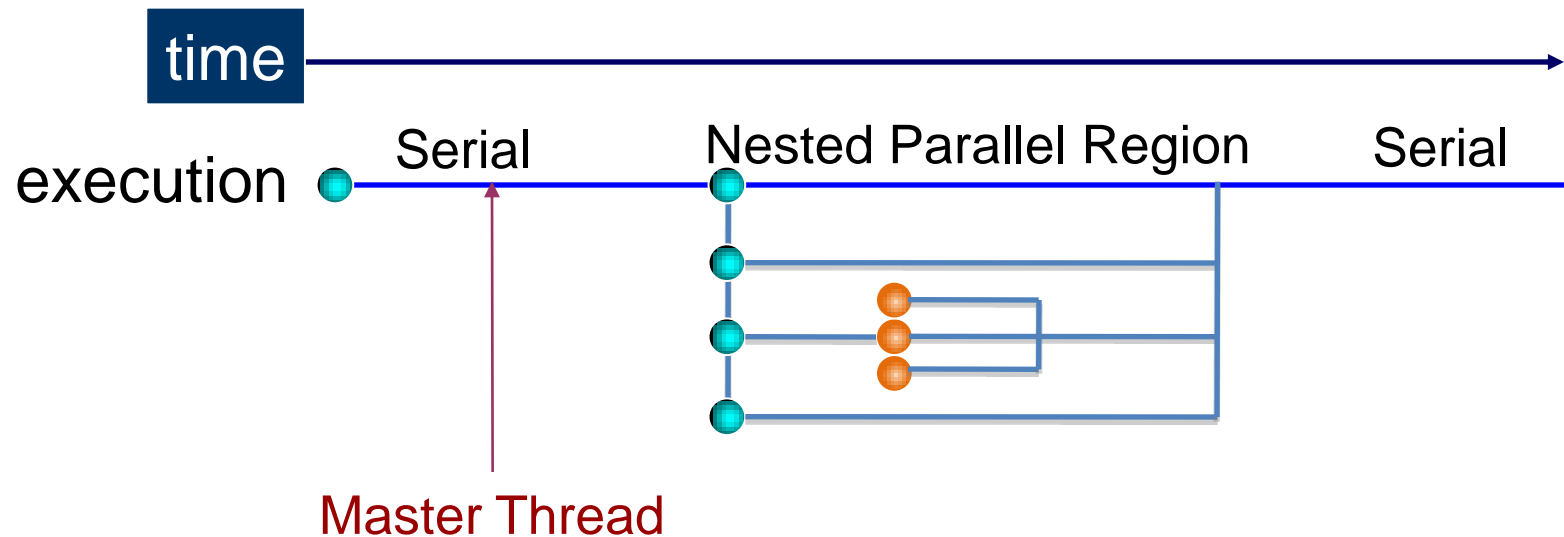 time
Serial
Nested Parallel Region
Serial
execution
Master Thread